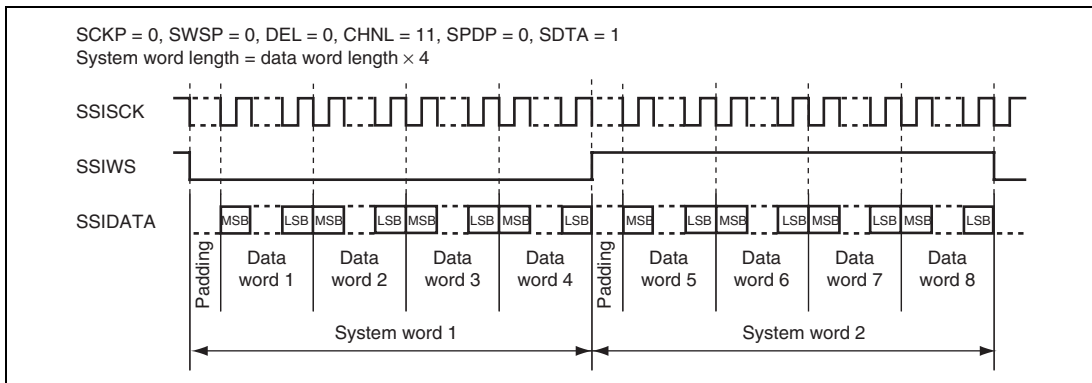 SCKP = 0, SWSP = 0, DEL = 0, CHNL = 11, SPDP = 0, SDTA = 1
System word length = data word length × 4
SSISCK
SSIWS
SSIDATA
MSB LSB MSB LSB MSB LSB MSB LSB MSB LSB MSB LSB MSB LSB MSB LSB
Padding
Data word 1
Data word 2
Data word 3
Data word 4
Padding
Data word 5
Data word 6
Data word 7
Data word 8
System word 1
System word 2